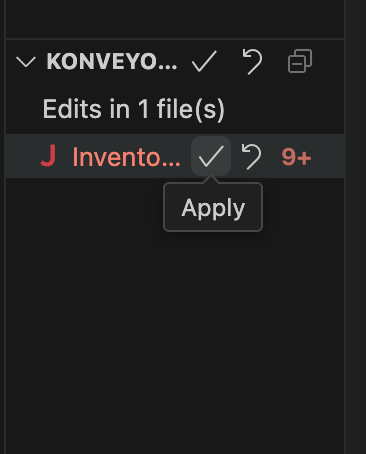 KONVEYO...
Edits in 1 file(s)
J Invento... 9+
Apply